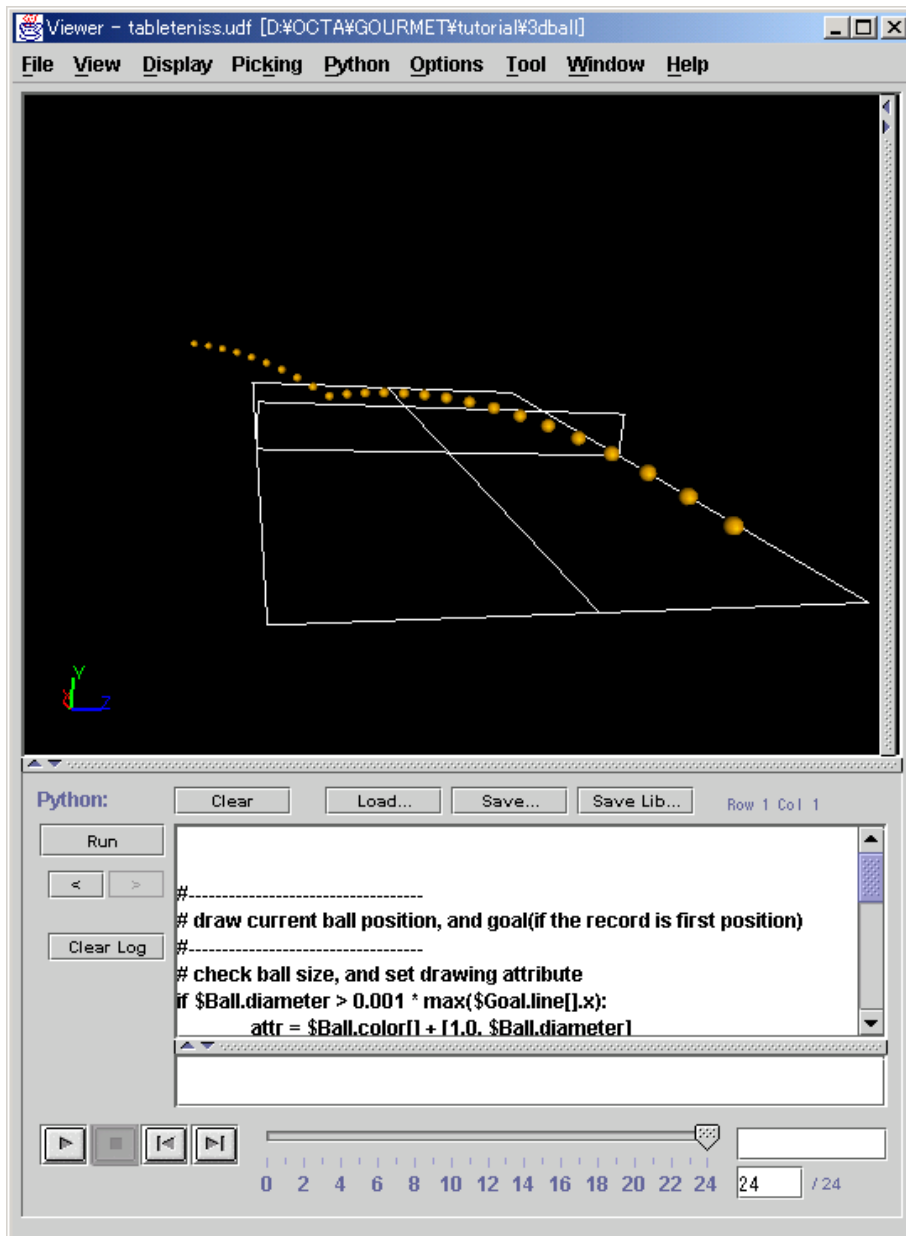 Viewer - tableteniss.udf [D:¥OCTA¥GOURMET¥tutorial¥3dball]
File View Display Picking Python Options Tool Window Help
Y
X Z
Python: Clear Load... Save... Save Lib... Row 1 Col 1
Run
< >
Clear Log
#-----------------------------------
# draw current ball position, and goal(if the record is first position)
#-----------------------------------
# check ball size, and set drawing attribute
if $Ball.diameter > 0.001 * max($Goal.line[].x):
attr = $Ball.color[] + [1.0, $Ball.diameter]
0 2 4 6 8 10 12 14 16 18 20 22 24
24 / 24